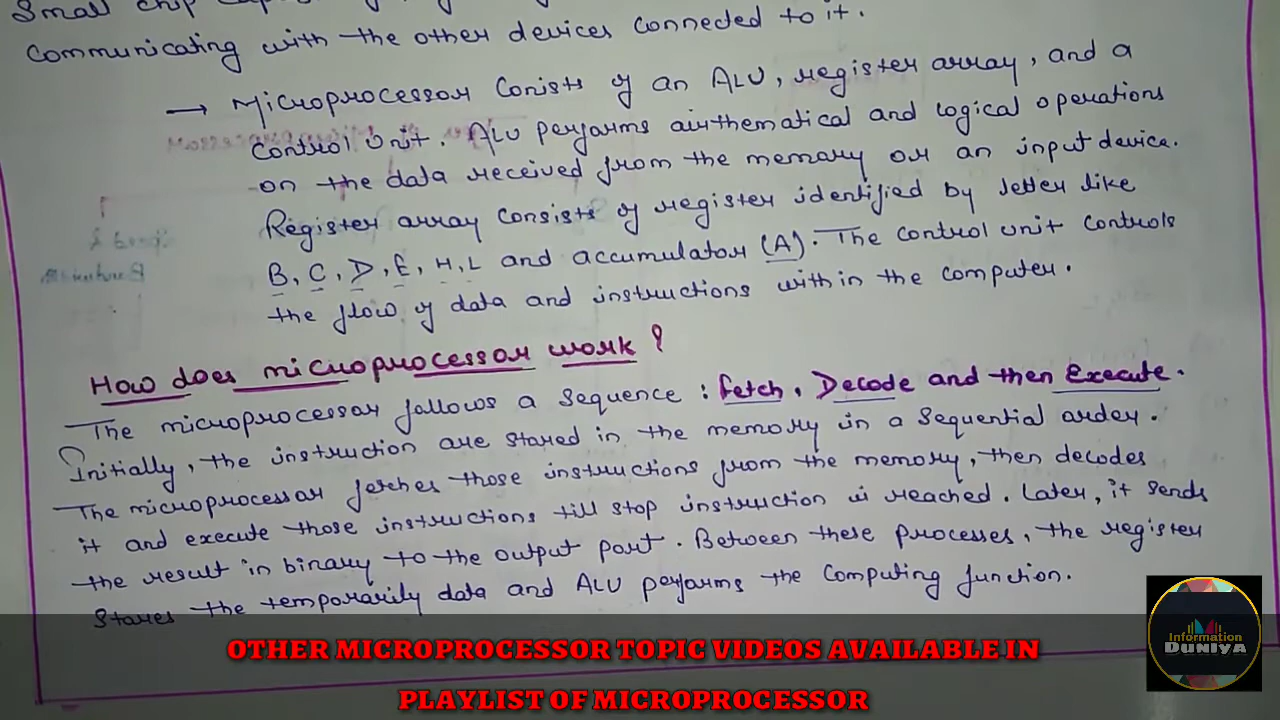 Small chip
communicating with the other devices connected to it.
→ Microprocessor Conists of an ALU, register array, and a
control Unit. ALU performs airthematical and logical operations
on the data received from the memory or an input device.
Register array consists of register identified by letter like
B, C, D, E, H, L and accumulator (A). The control unit controls
the flow of data and instructions within the computer.
How does microprocessor work?
The microprocessor follows a sequence : fetch, Decode and then Execute.
Initially, the instruction are stored in the memory in a sequential order.
The microprocessor fetches those instructions from the memory, then decodes
it and execute those instructions till stop instruction is reached. Later, it sends
the result in binary to the output port. Between these processes, the register
stores the temporarily data and ALU performs the computing function.
Information
Duniya
OTHER MICROPROCESSOR TOPIC VIDEOS AVAILABLE IN
PLAYLIST OF MICROPROCESSOR